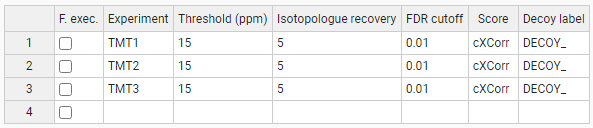 F. exec. Experiment Threshold (ppm) Isotopologue recovery FDR cutoff Score Decoy label
1 TMT1 15 5 0.01 cXCorr DECOY_
2 TMT2 15 5 0.01 cXCorr DECOY_
3 TMT3 15 5 0.01 cXCorr DECOY_
4